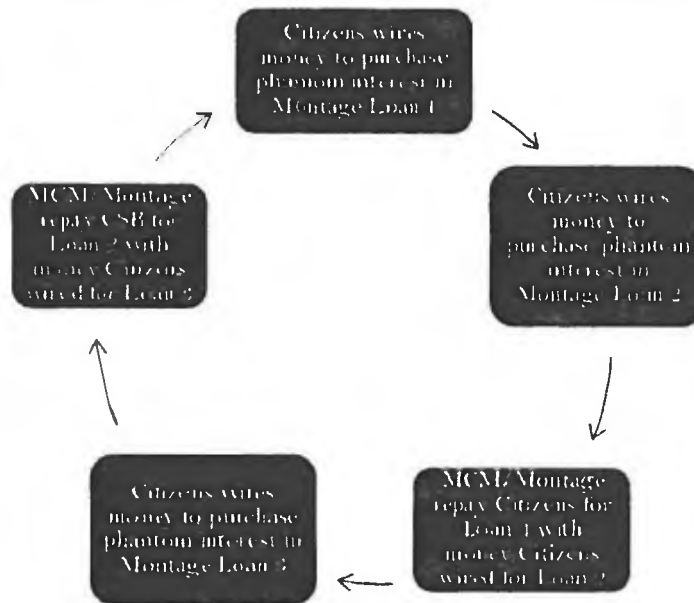 Citizens wires
money to purchase
phantom interest in
Montage Loan 1
Citizens wires
money to
purchase phantom
interest in
Montage Loan 2
MCM/Montage
repay Citizens for
Loan 1 with
money Citizens
wired for Loan 2
Citizens wires
money to purchase
phantom interest in
Montage Loan 3
MCM/Montage
repay CSB for
Loan 2 with
money Citizens
wired for Loan 3